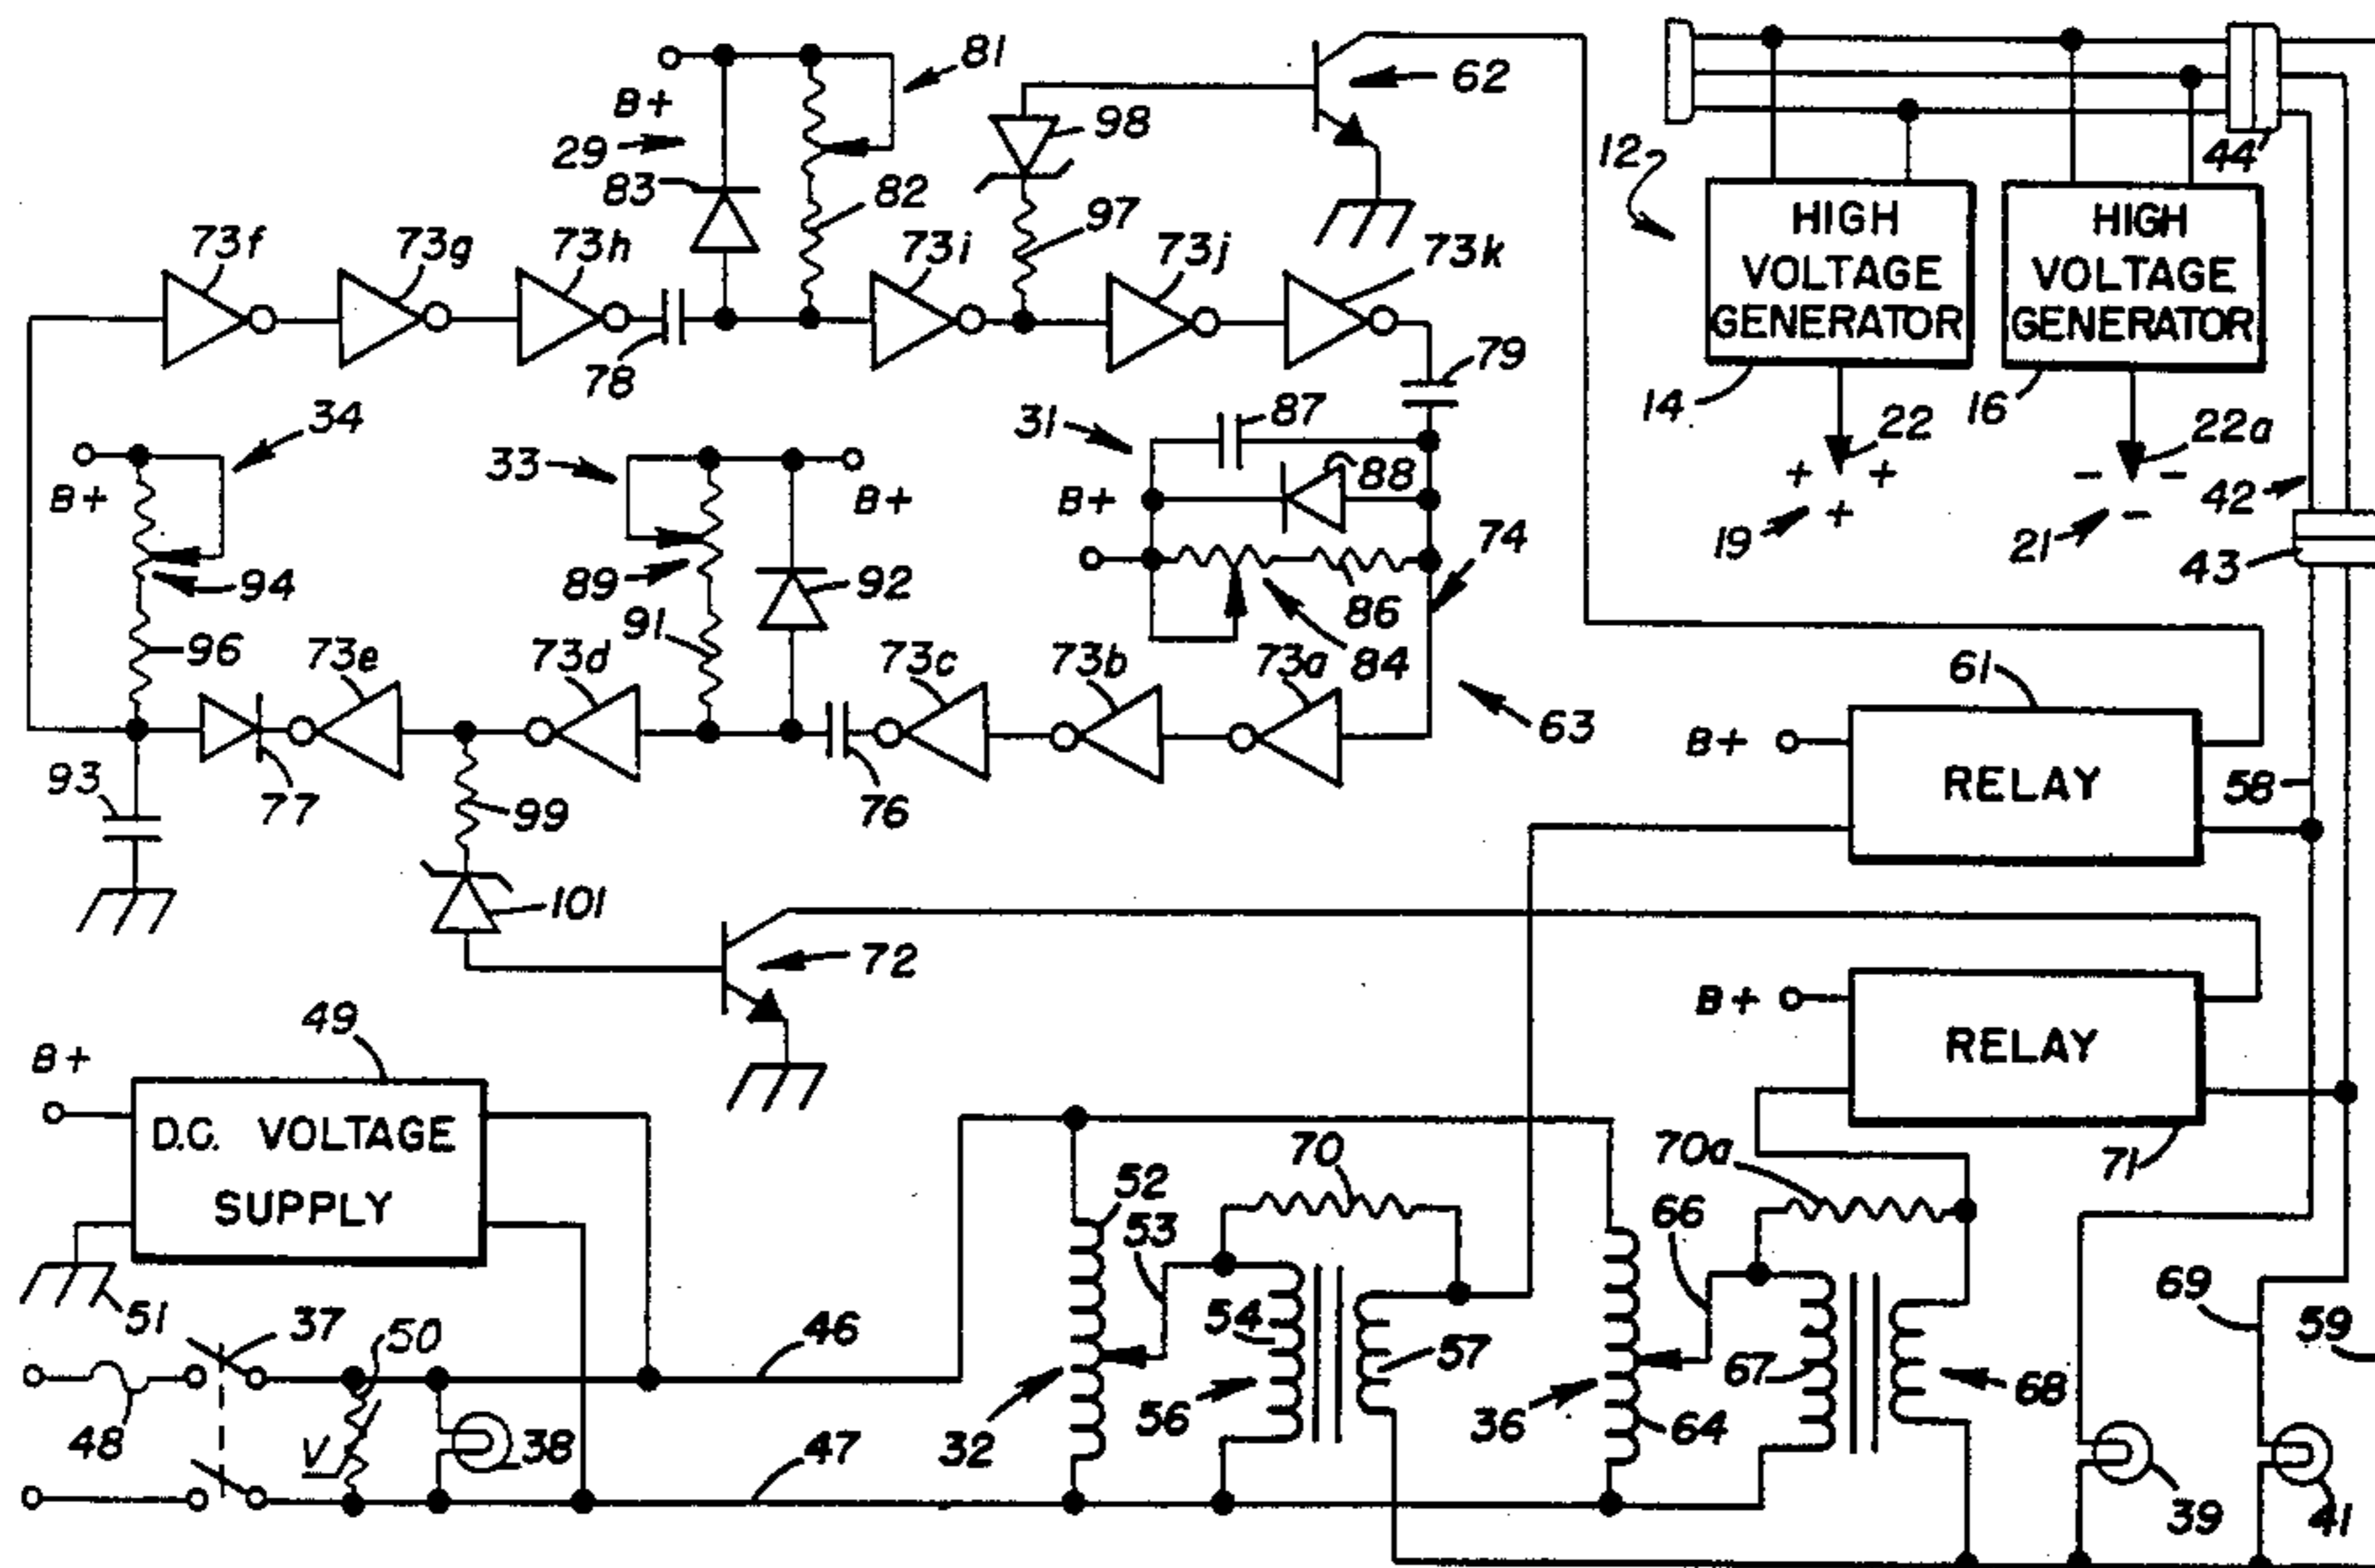 81
B+
29
83
82
98
62
97
12
44
HIGH
VOLTAGE
GENERATOR
HIGH
VOLTAGE
GENERATOR
73f
73g
73h
73i
73j
73k
78
79
14
16
22
22a
+ +
+
- -
-
19
21
42
43
34
B+
94
96
33
B+
89
91
92
31
87
88
B+
86
84
74
73e
73d
73c
73b
73a
63
93
77
99
76
101
72
61
B+
RELAY
58
B+
RELAY
71
49
B+
D.C. VOLTAGE
SUPPLY
51
37
50
46
48
V
38
47
52
53
70
54
56
57
32
70a
66
36
64
67
68
69
59
39
41